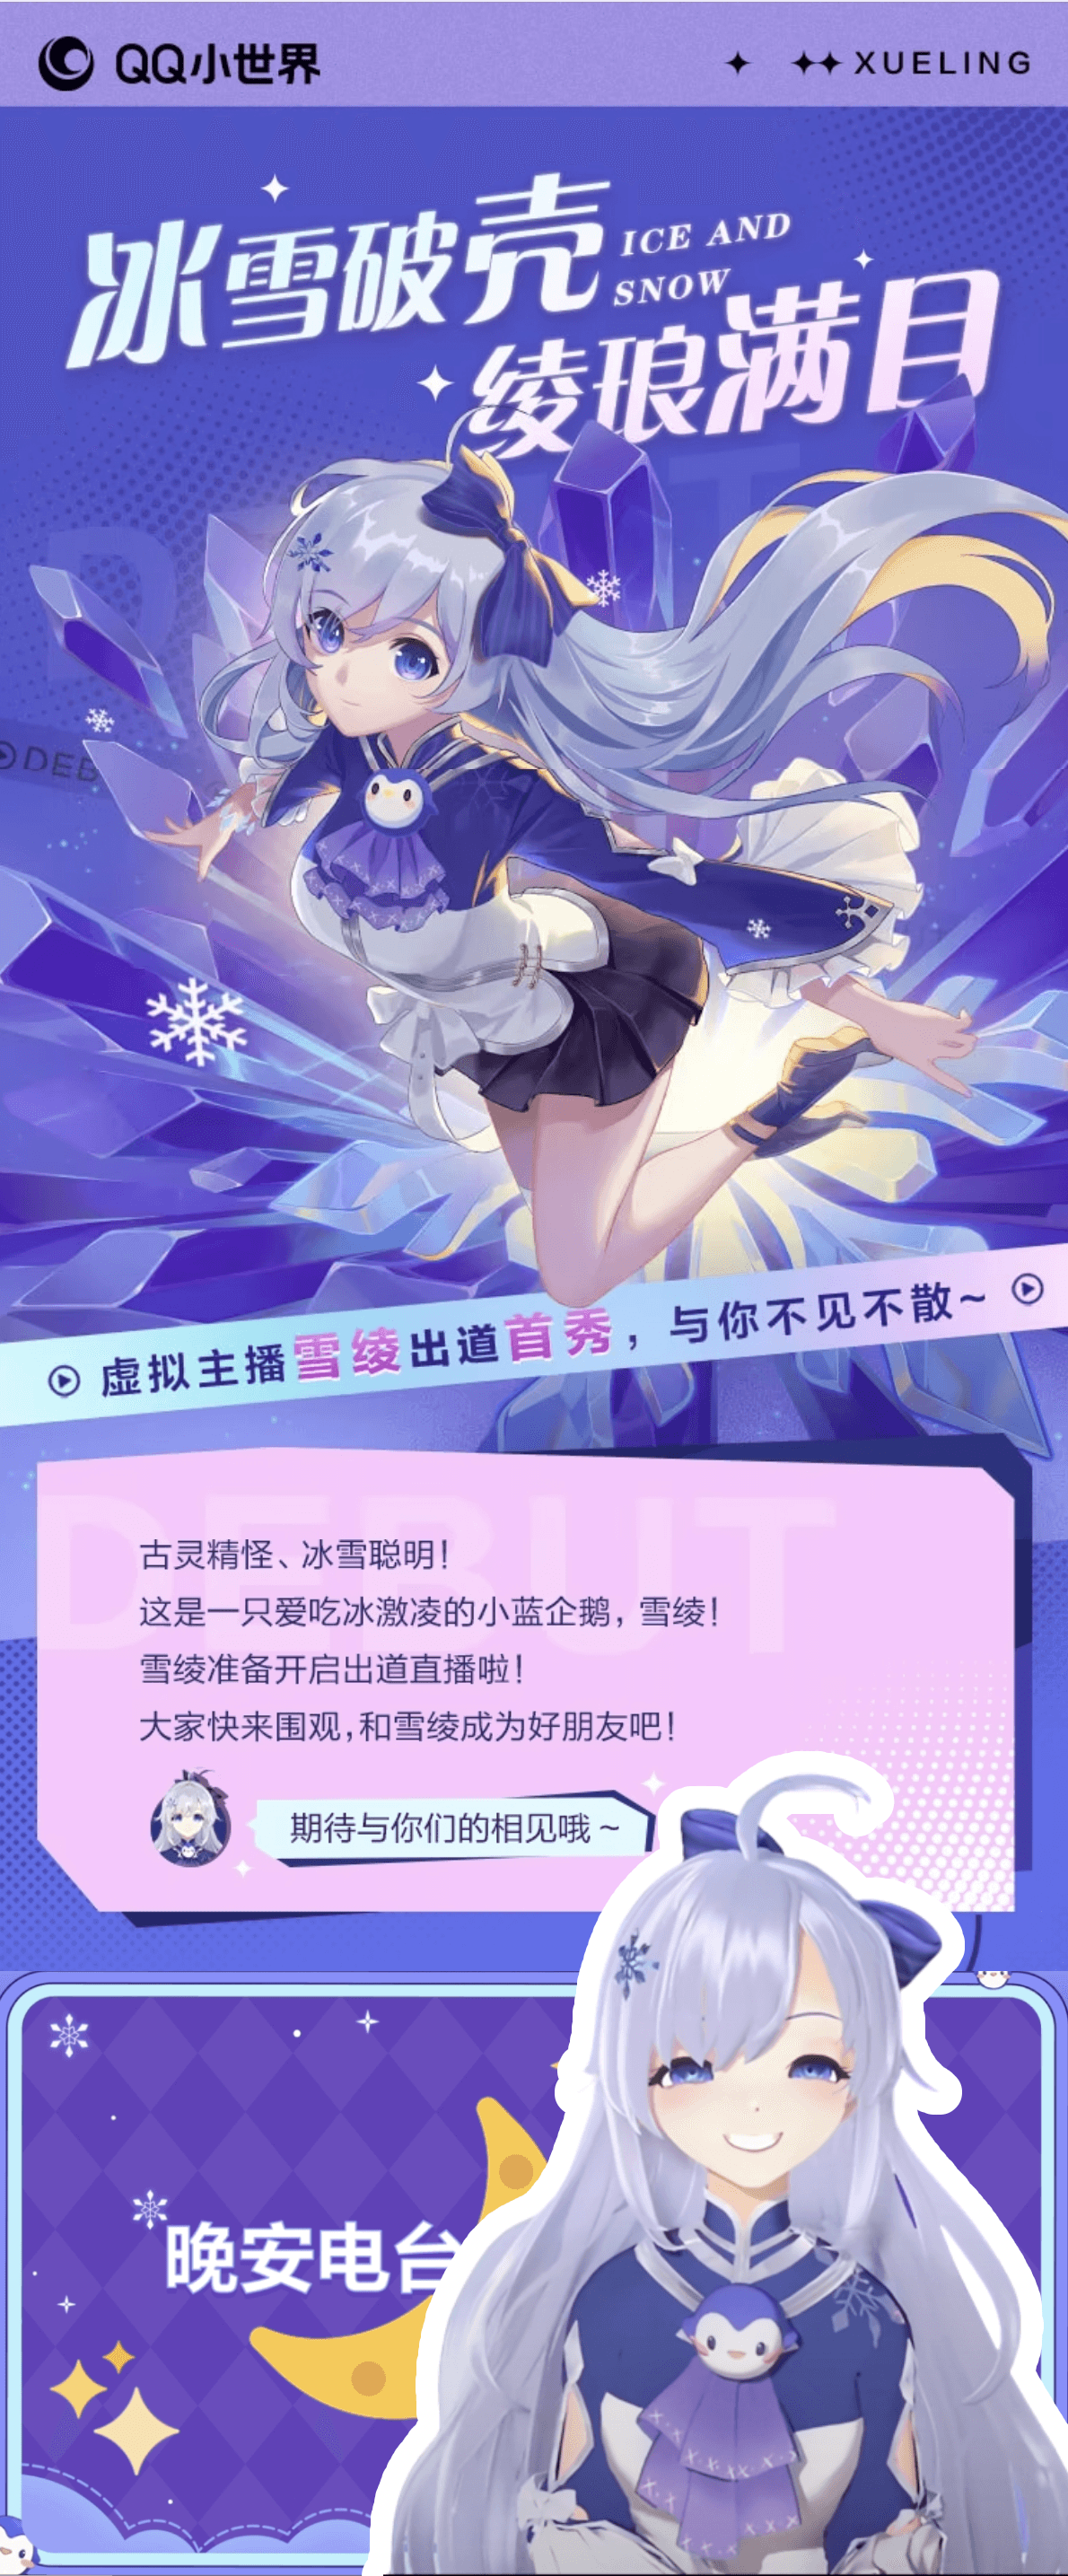 QQ小世界
XUELING
冰雪破壳
ICE AND
SNOW
绫琅满目
DEB
虚拟主播雪绫出道首秀，与你不见不散~
DEBUT
古灵精怪、冰雪聪明！
这是一只爱吃冰激凌的小蓝企鹅，雪绫！
雪绫准备开启出道直播啦！
大家快来围观，和雪绫成为好朋友吧！
期待与你们的相见哦～
晚安电台